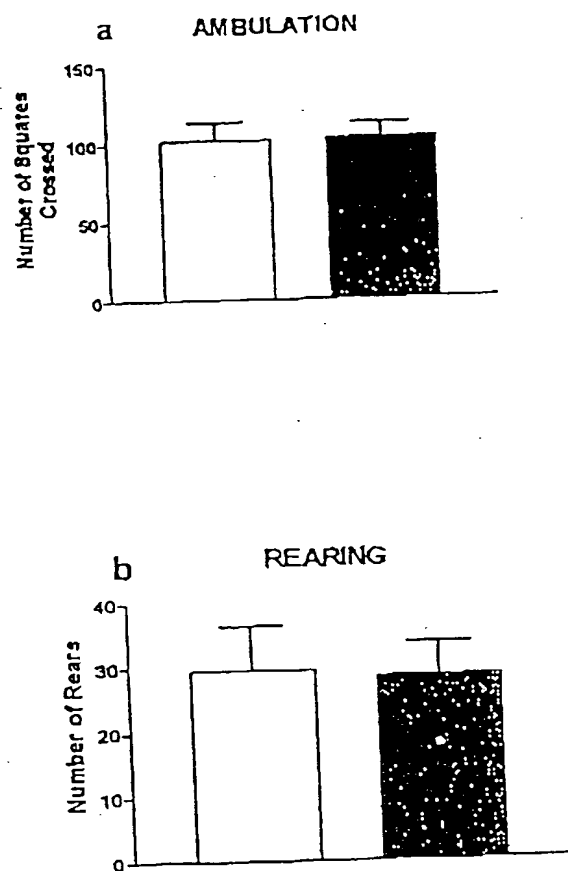 a AMBULATION
150
100
50
0
Number of Squares
Crossed
b REARING
40
30
20
10
0
Number of Rears